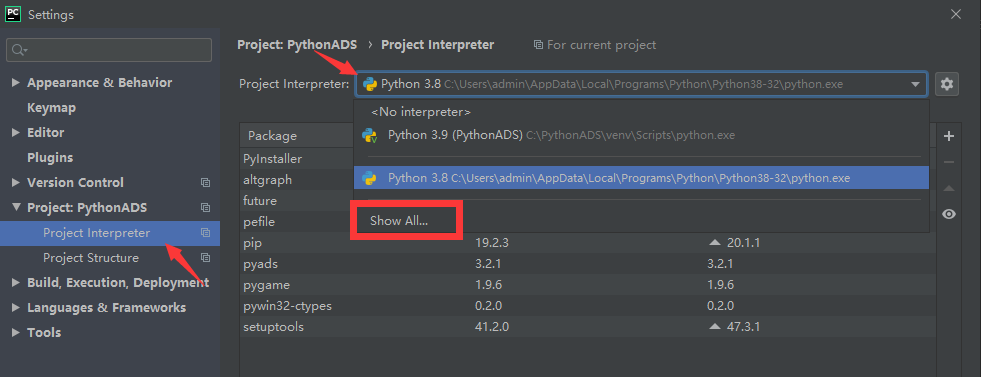 PC Settings
Project: PythonADS › Project Interpreter For current project
Project Interpreter: Python 3.8 C:\Users\admin\AppData\Local\Programs\Python\Python38-32\python.exe
Appearance & Behavior
<No interpreter>
Keymap
Python 3.9 (PythonADS) C:\PythonADS\venv\Scripts\python.exe
Editor
Package
Plugins
PyInstaller
Version Control
altgraph
Python 3.8 C:\Users\admin\AppData\Local\Programs\Python\Python38-32\python.exe
Project: PythonADS
future
Project Interpreter
pefile
Show All...
Project Structure
pip 19.2.3 20.1.1
pyads 3.2.1 3.2.1
Build, Execution, Deployment
pygame 1.9.6 1.9.6
Languages & Frameworks
pywin32-ctypes 0.2.0 0.2.0
Tools
setuptools 41.2.0 47.3.1